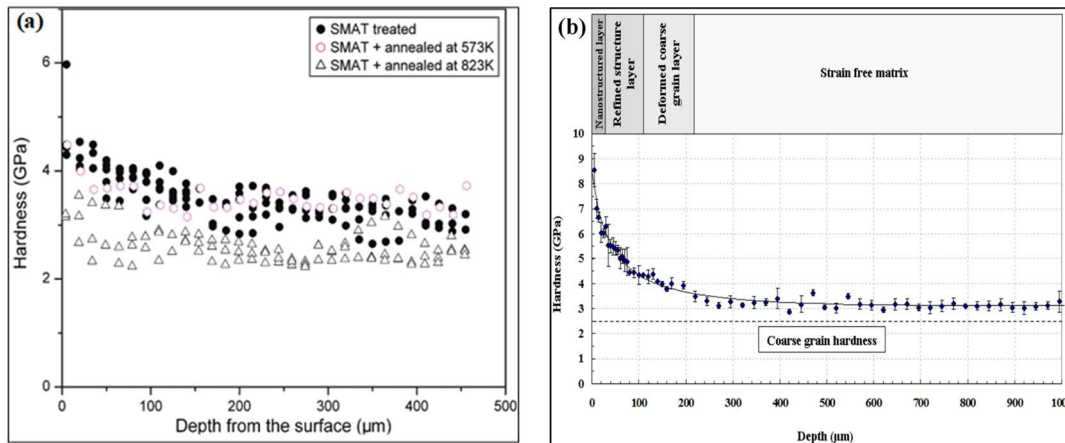 (a)
SMAT treated
SMAT + annealed at 573K
SMAT + annealed at 823K
6
4
2
0
Hardness (GPa)
0 100 200 300 400 500
Depth from the surface (μm)
(b)
Nanostructured layer
Refined structure
layer
Deformed coarse
grain layer
Strain free matrix
10
9
8
7
6
5
4
3
2
1
0
Hardness (GPa)
Coarse grain hardness
0 100 200 300 400 500 600 700 800 900 100
Depth (μm)